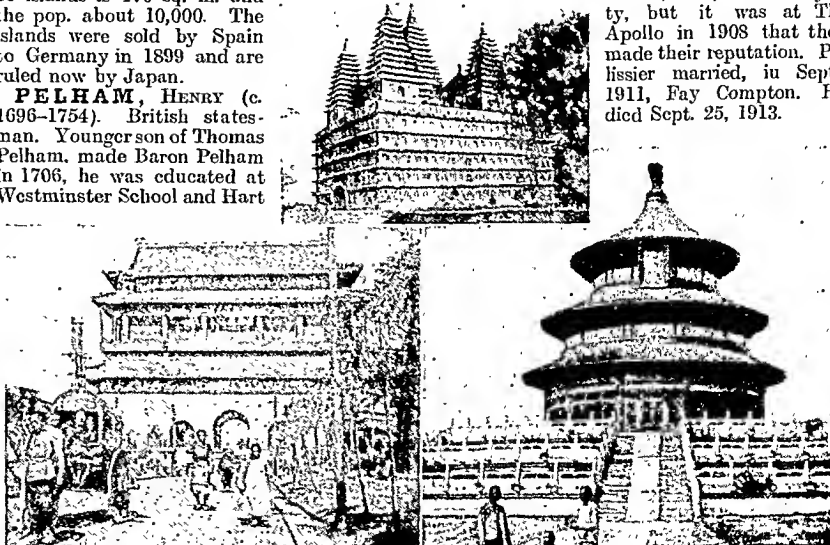 the pop. about 10,000. The
islands were sold by Spain
to Germany in 1899 and are
ruled now by Japan.
PELHAM, HENRY (c.
1696–1754). British states-
man. Younger son of Thomas
Pelham, made Baron Pelham
in 1706, he was educated at
Westminster School and Hart
ty, but it was at
Apollo in 1908 that
made their reputation.
lissier married, iu
1911, Fay Compton.
died Sept. 25, 1913.